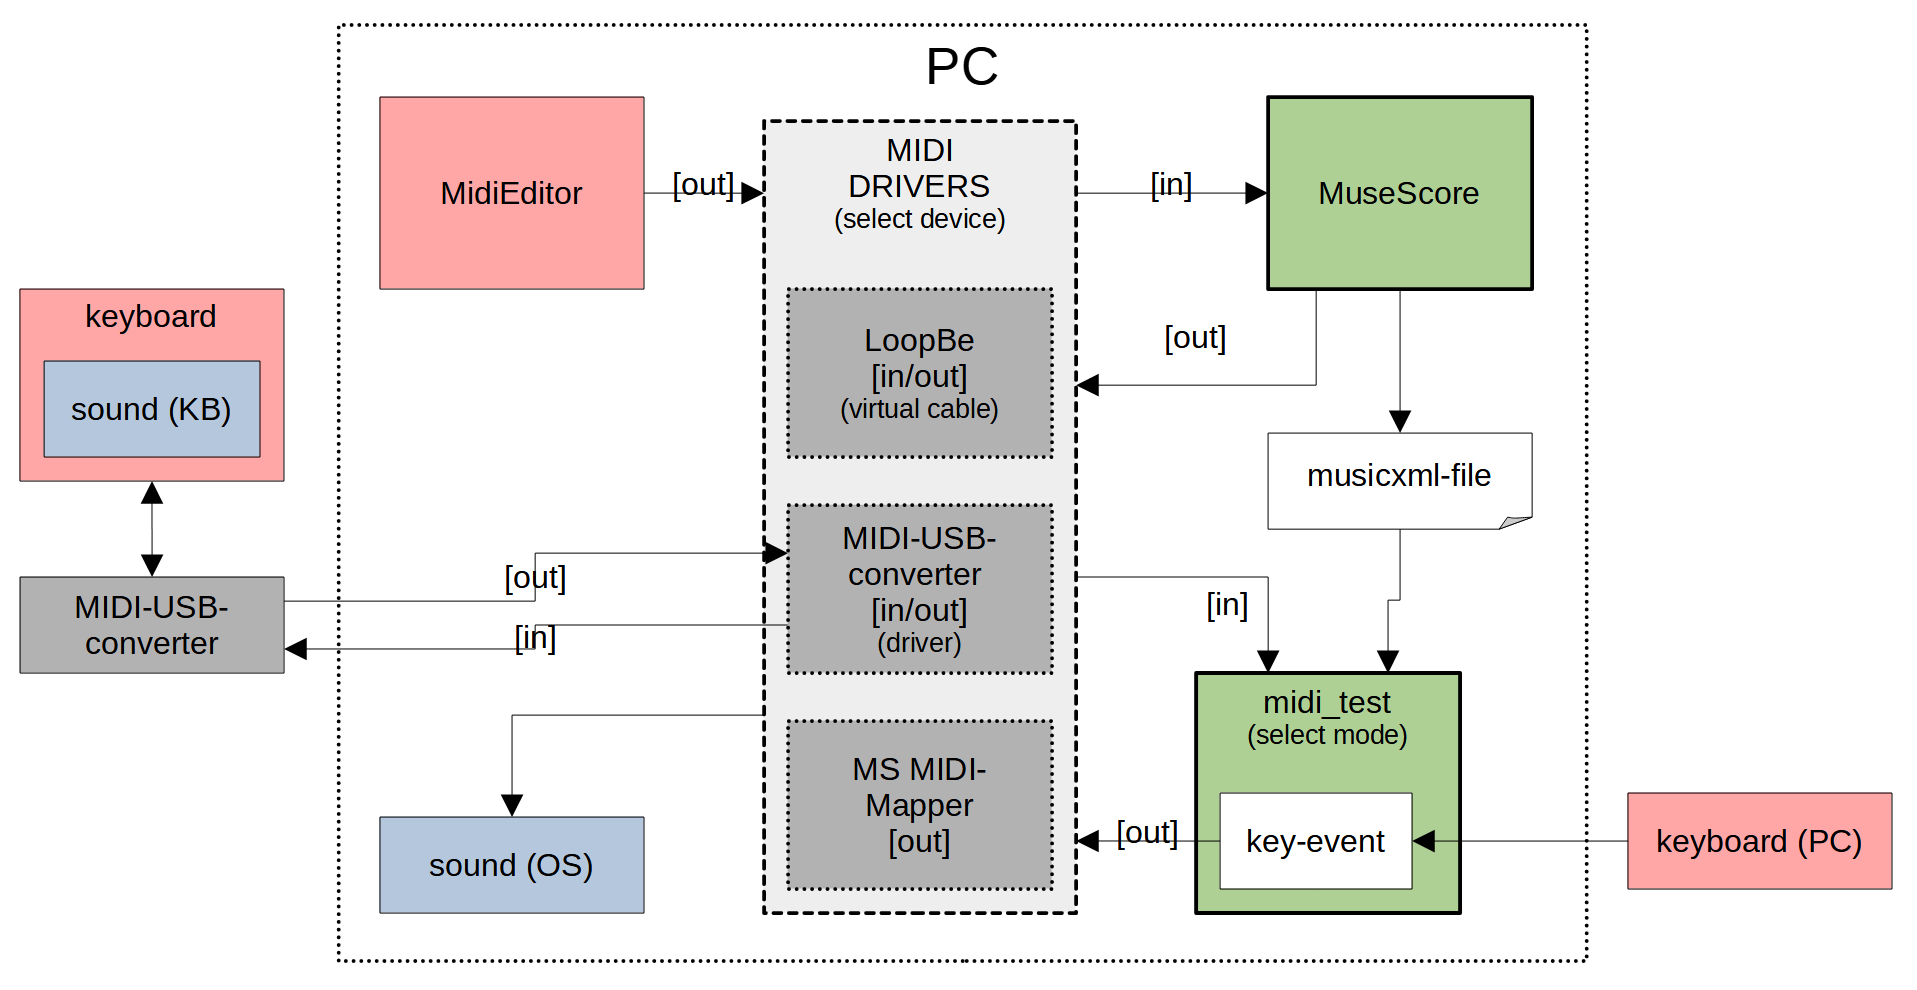 PC
MidiEditor
[out]
MIDI
DRIVERS
(select device)
[in]
MuseScore
keyboard
sound (KB)
LoopBe
[in/out]
(virtual cable)
[out]
musicxml-file
MIDI-USB-
converter
[out]
[in]
MIDI-USB-
converter
[in/out]
(driver)
[in]
midi_test
(select mode)
sound (OS)
MS MIDI-
Mapper
[out]
[out]
key-event
keyboard (PC)